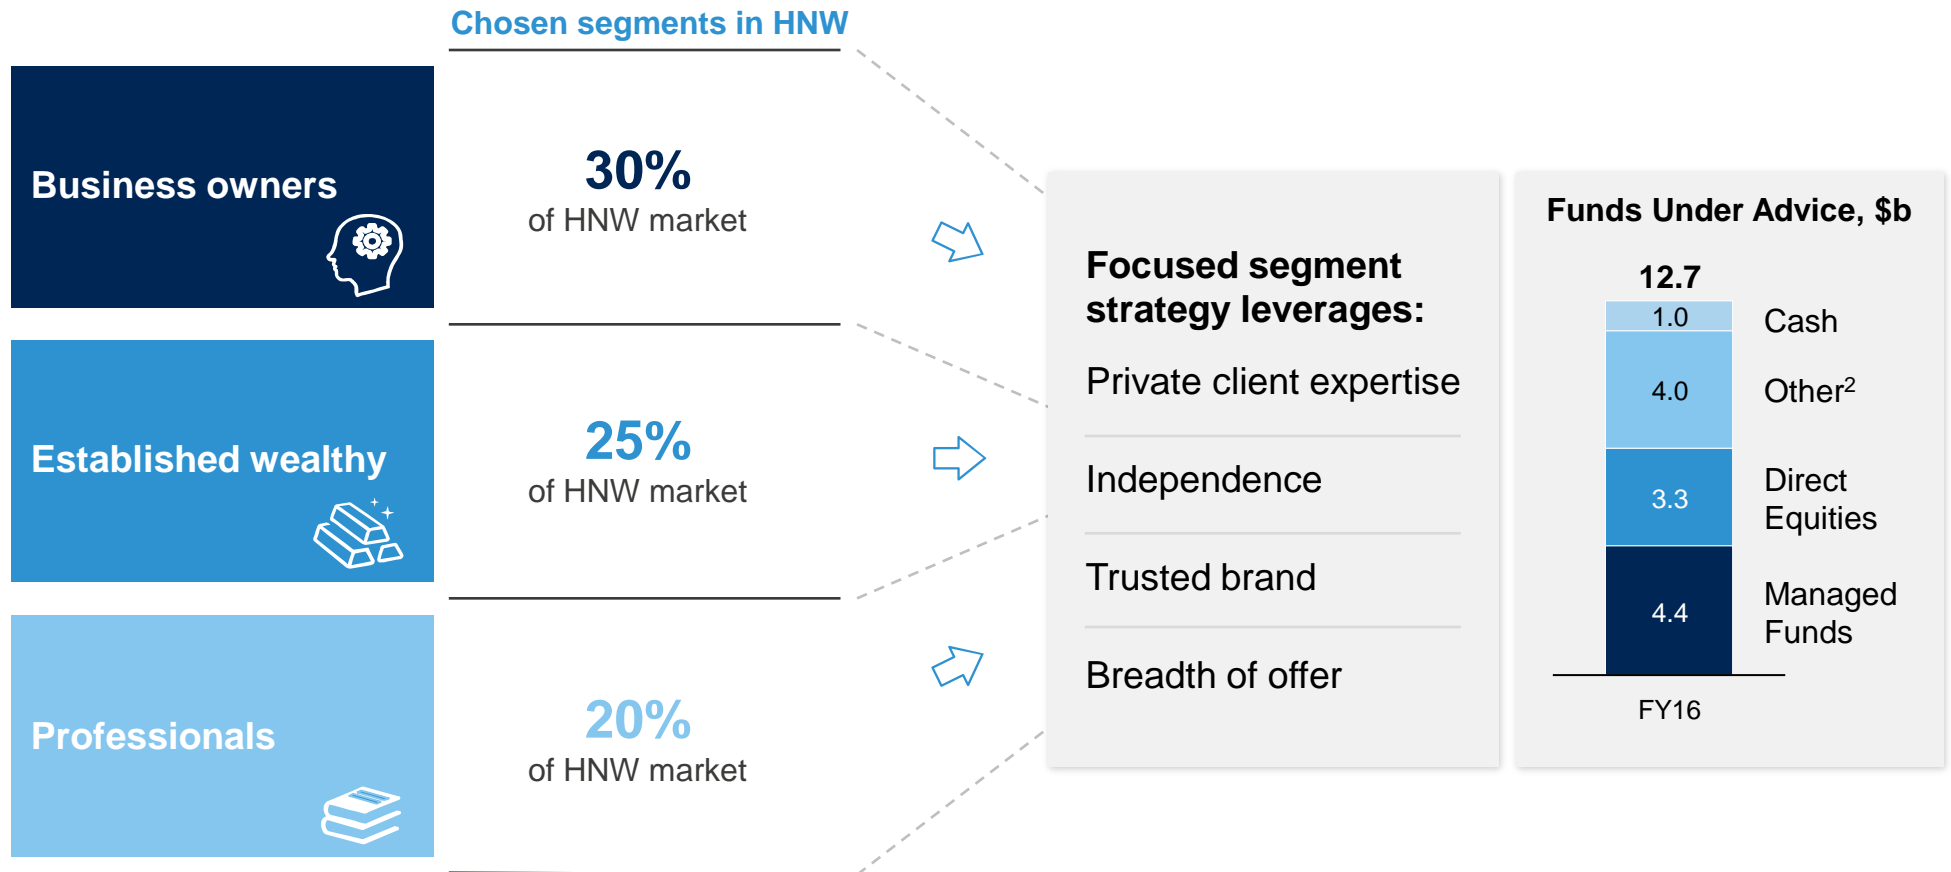 Chosen segments in HNW
Business owners
30%
of HNW market
Established wealthy
25%
of HNW market
Professionals
20%
of HNW market
Focused segment
strategy leverages:
Private client expertise
Independence
Trusted brand
Breadth of offer
Funds Under Advice, $b
12.7
1.0
Cash
4.0
Other²
3.3
Direct
Equities
4.4
Managed
Funds
FY16